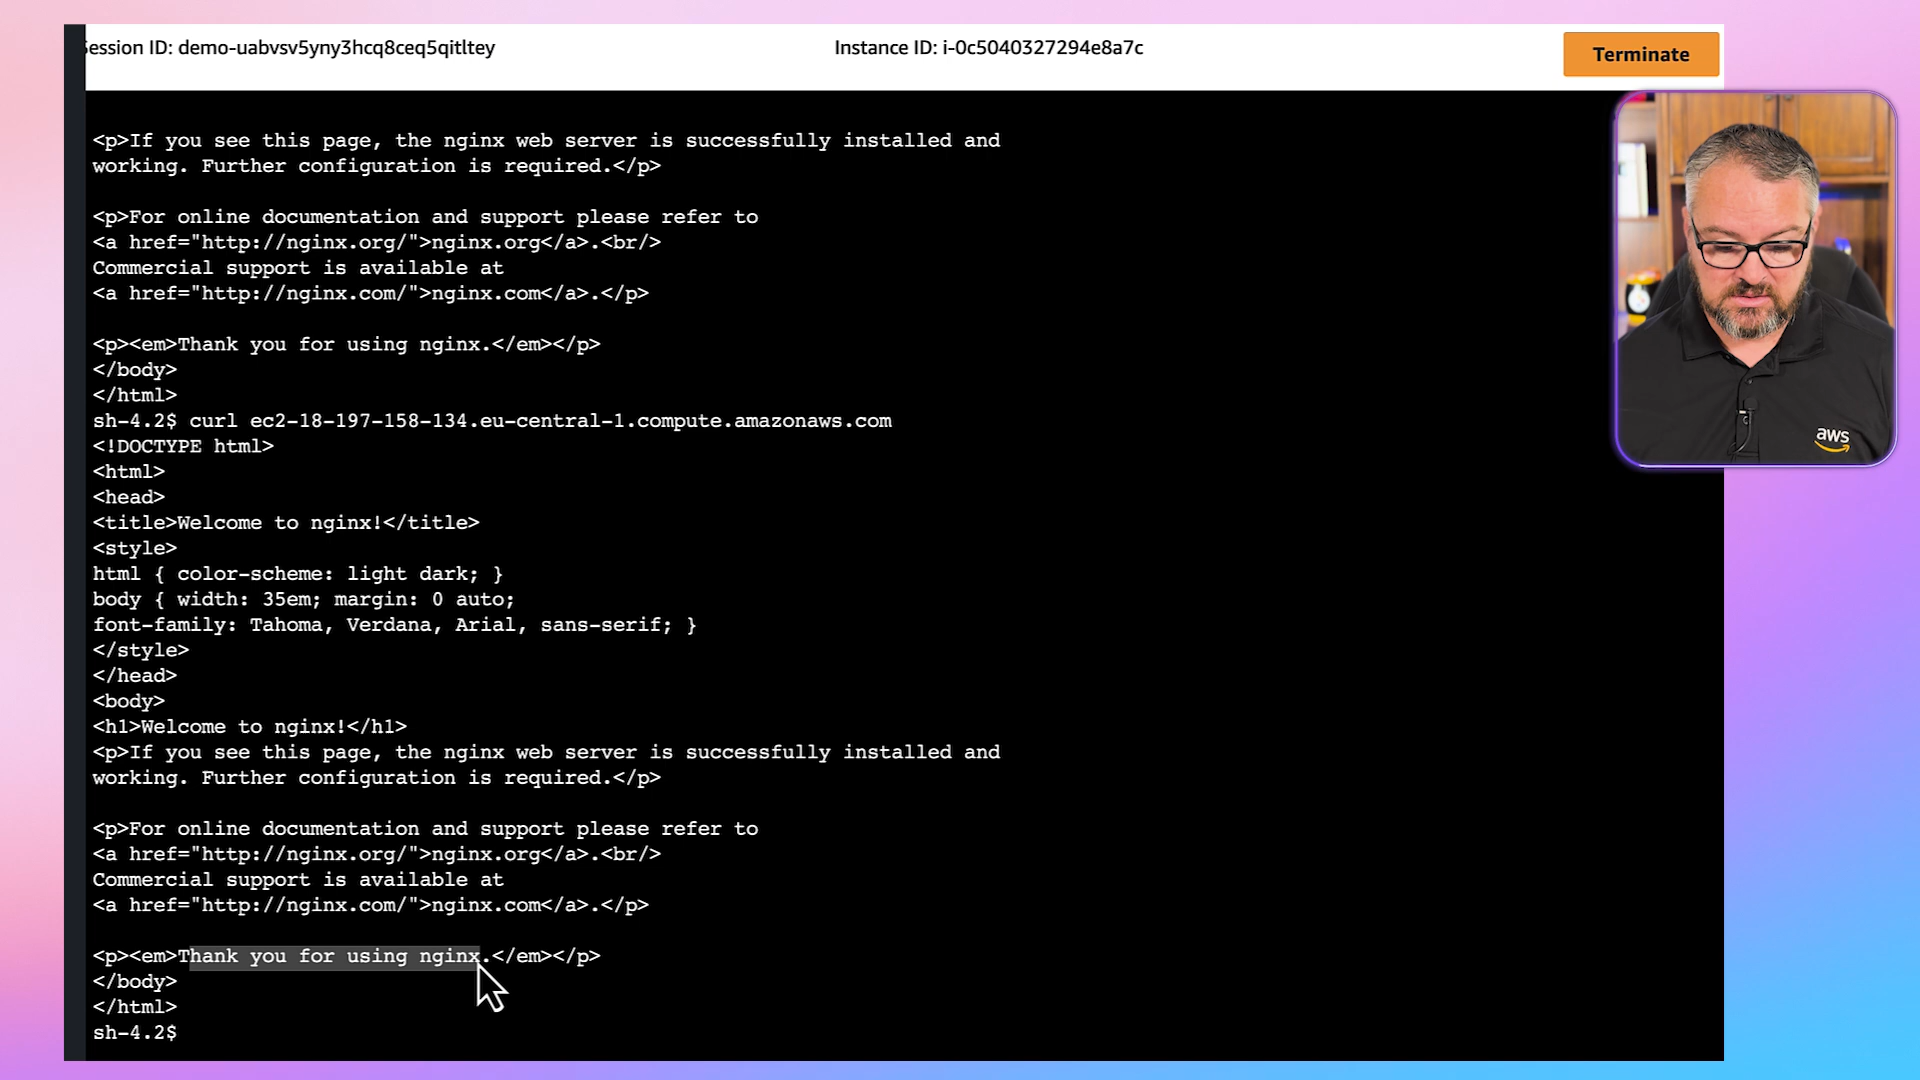 Session ID: demo-uabvsv5yny3hcq8ceq5qitltey
Instance ID: i-0c5040327294e8a7c
Terminate
<p>If you see this page, the nginx web server is successfully installed and
working. Further configuration is required.</p>
<p>For online documentation and support please refer to
<a href="http://nginx.org/">nginx.org</a>.<br/>
Commercial support is available at
<a href="http://nginx.com/">nginx.com</a>.</p>
<p><em>Thank you for using nginx.</em></p>
</body>
</html>
sh-4.2$ curl ec2-18-197-158-134.eu-central-1.compute.amazonaws.com
<!DOCTYPE html>
<html>
<head>
<title>Welcome to nginx!</title>
<style>
html { color-scheme: light dark; }
body { width: 35em; margin: 0 auto;
font-family: Tahoma, Verdana, Arial, sans-serif; }
</style>
</head>
<body>
<h1>Welcome to nginx!</h1>
<p>If you see this page, the nginx web server is successfully installed and
working. Further configuration is required.</p>
<p>For online documentation and support please refer to
<a href="http://nginx.org/">nginx.org</a>.<br/>
Commercial support is available at
<a href="http://nginx.com/">nginx.com</a>.</p>
<p><em>Thank you for using nginx.</em></p>
</body>
</html>
sh-4.2$
aws